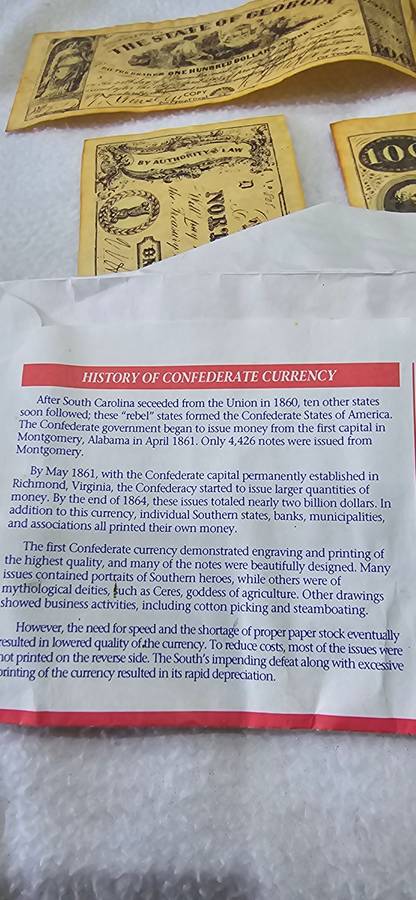 THE STATE OF GEORGIA
ONE HUNDRED DOLLARS
COPY
100
BY AUTHORITY OF LAW
Will pay
the Treasury
NORT
100
HISTORY OF CONFEDERATE CURRENCY
After South Carolina seceeded from the Union in 1860, ten other states
soon followed; these “rebel” states formed the Confederate States of America.
The Confederate government began to issue money from the first capital in
Montgomery, Alabama in April 1861. Only 4,426 notes were issued from
Montgomery.
By May 1861, with the Confederate capital permanently established in
Richmond, Virginia, the Confederacy started to issue larger quantities of
money. By the end of 1864, these issues totaled nearly two billion dollars. In
addition to this currency, individual Southern states, banks, municipalities,
and associations all printed their own money.
The first Confederate currency demonstrated engraving and printing of
the highest quality, and many of the notes were beautifully designed. Many
issues contained portraits of Southern heroes, while others were of
mythological deities, such as Ceres, goddess of agriculture. Other drawings
showed business activities, including cotton picking and steamboating.
However, the need for speed and the shortage of proper paper stock eventually
resulted in lowered quality of the currency. To reduce costs, most of the issues were
not printed on the reverse side. The South's impending defeat along with excessive
printing of the currency resulted in its rapid depreciation.